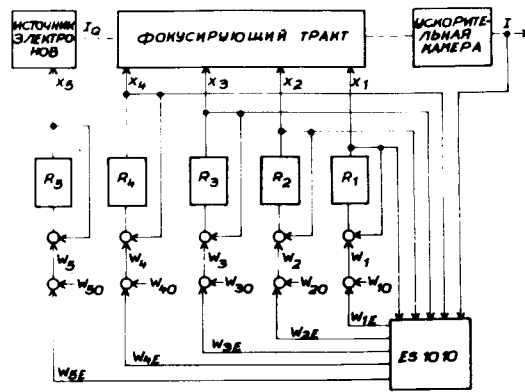 ИСТОЧНИК
ЭЛЕКТРО-
НОВ
I₀
ФОКУСИРУЮЩИЙ ТРАКТ
УСКОРИТЕ-
ЛЬНАЯ
КАМЕРА
I
X₅ X₄ X₃ X₂ X₁
R₅ R₄ R₃ R₂ R₁
W₅ W₄ W₃ W₂ W₁
W₅₀ W₄₀ W₃₀ W₂₀ W₁₀
W₁E
W₂E
W₃E
W₄E
W₅E
ES 1010